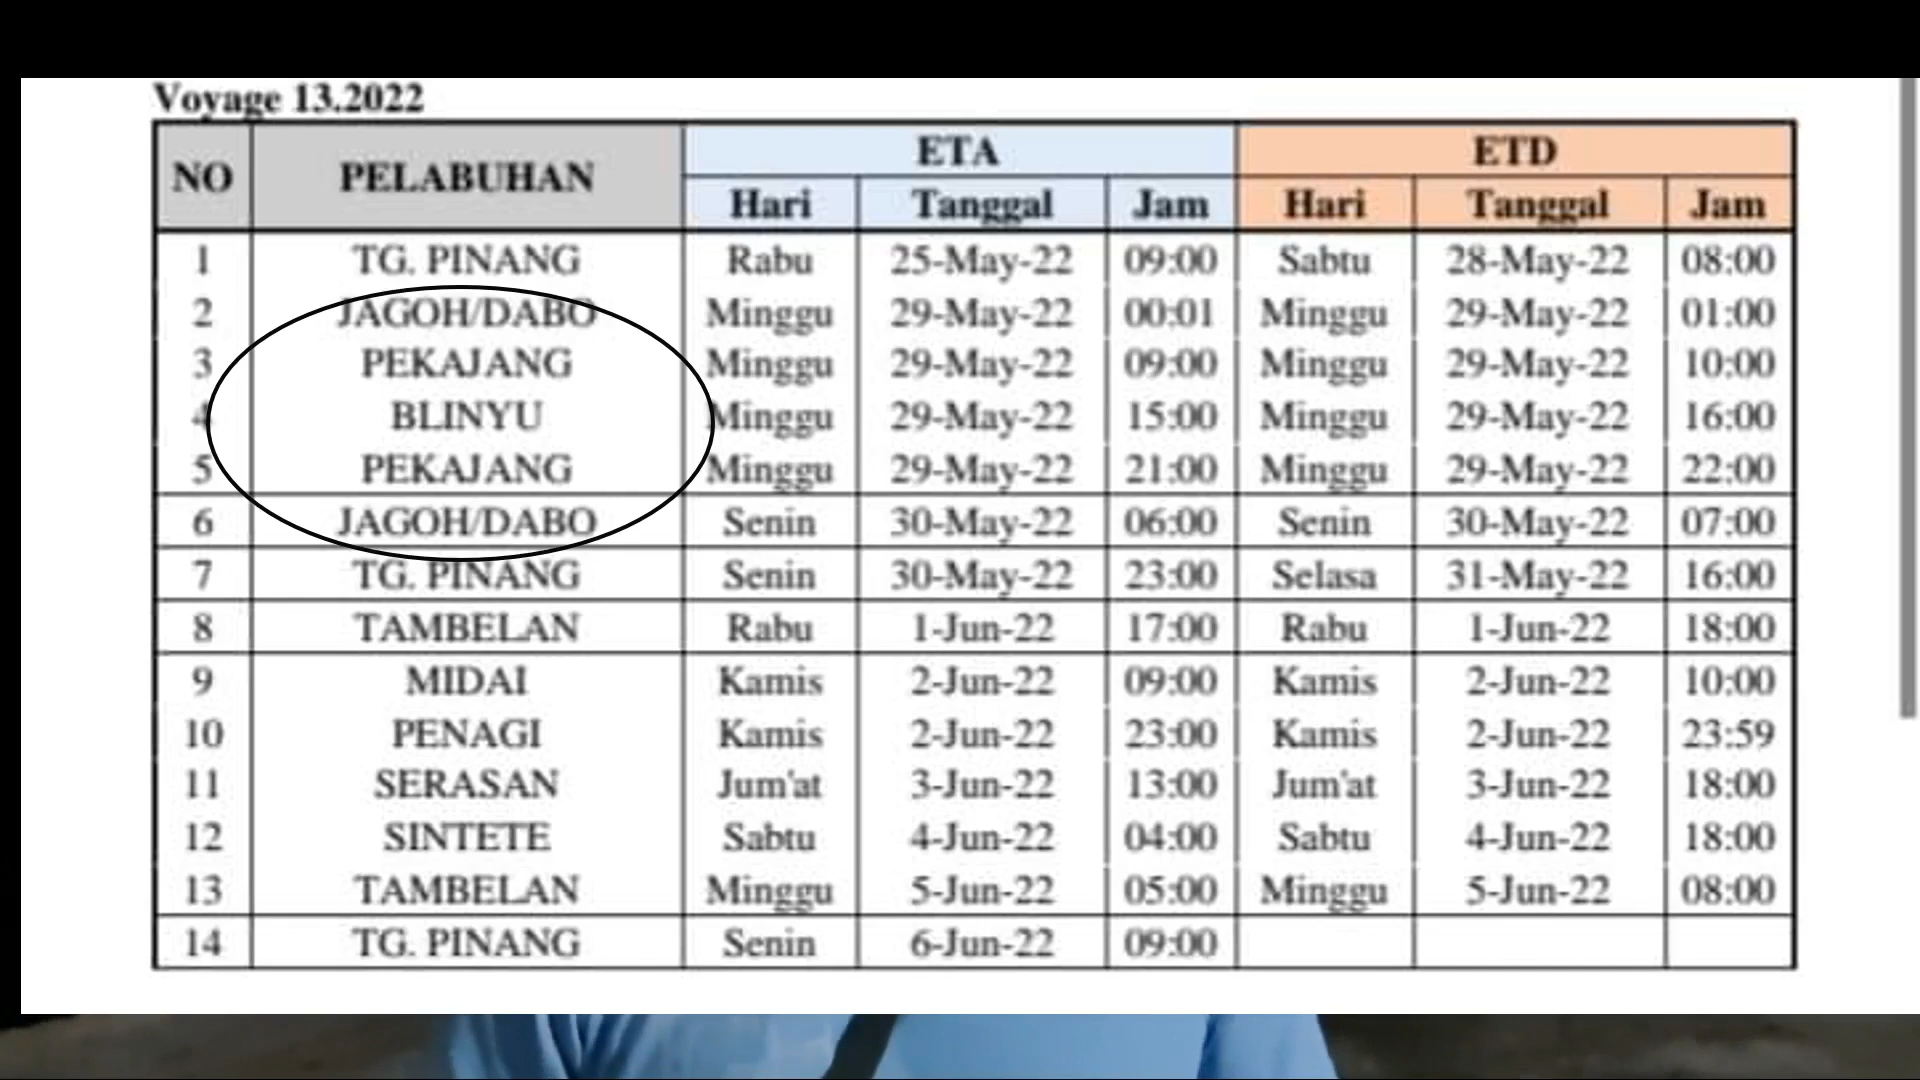 Voyage 13.2022
NO PELABUHAN ETA ETD
Hari Tanggal Jam Hari Tanggal Jam
1 TG. PINANG Rabu 25-May-22 09:00 Sabtu 28-May-22 08:00
2 JAGOH/DABO Minggu 29-May-22 00:01 Minggu 29-May-22 01:00
3 PEKAJANG Minggu 29-May-22 09:00 Minggu 29-May-22 10:00
4 BLINYU Minggu 29-May-22 15:00 Minggu 29-May-22 16:00
5 PEKAJANG Minggu 29-May-22 21:00 Minggu 29-May-22 22:00
6 JAGOH/DABO Senin 30-May-22 06:00 Senin 30-May-22 07:00
7 TG. PINANG Senin 30-May-22 23:00 Selasa 31-May-22 16:00
8 TAMBELAN Rabu 1-Jun-22 17:00 Rabu 1-Jun-22 18:00
9 MIDAI Kamis 2-Jun-22 09:00 Kamis 2-Jun-22 10:00
10 PENAGI Kamis 2-Jun-22 23:00 Kamis 2-Jun-22 23:59
11 SERASAN Jum'at 3-Jun-22 13:00 Jum'at 3-Jun-22 18:00
12 SINTETE Sabtu 4-Jun-22 04:00 Sabtu 4-Jun-22 18:00
13 TAMBELAN Minggu 5-Jun-22 05:00 Minggu 5-Jun-22 08:00
14 TG. PINANG Senin 6-Jun-22 09:00